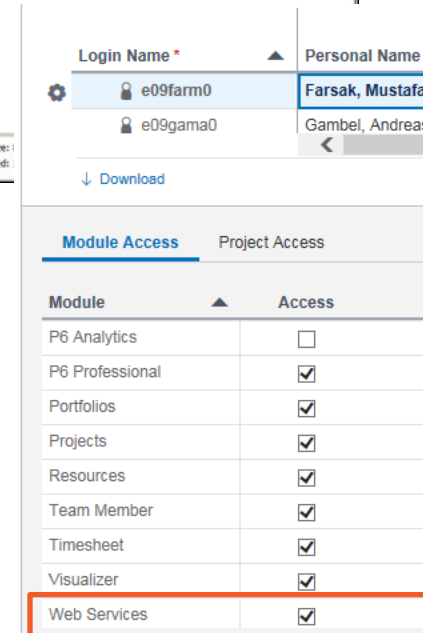 Login Name * Personal Name
e09farm0 Farsak, Mustafa
e09gama0 Gambel, Andreas
Download
Module Access Project Access
Module Access
P6 Analytics
P6 Professional
Portfolios
Projects
Resources
Team Member
Timesheet
Visualizer
Web Services